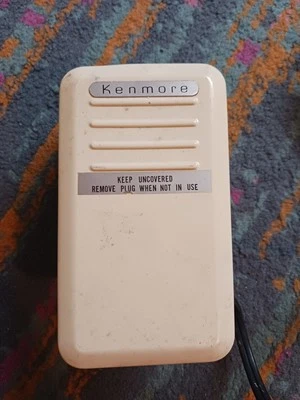 Kenmore
KEEP UNCOVERED
REMOVE PLUG WHEN NOT IN USE